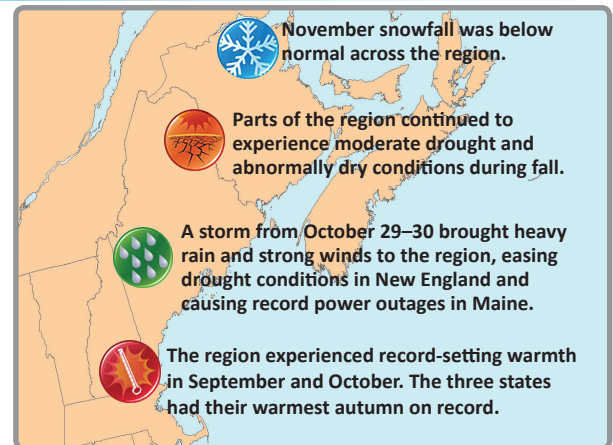 November snowfall was below
normal across the region.
Parts of the region continued to
experience moderate drought and
abnormally dry conditions during fall.
A storm from October 29–30 brought heavy
rain and strong winds to the region, easing
drought conditions in New England and
causing record power outages in Maine.
The region experienced record-setting warmth
in September and October. The three states
had their warmest autumn on record.